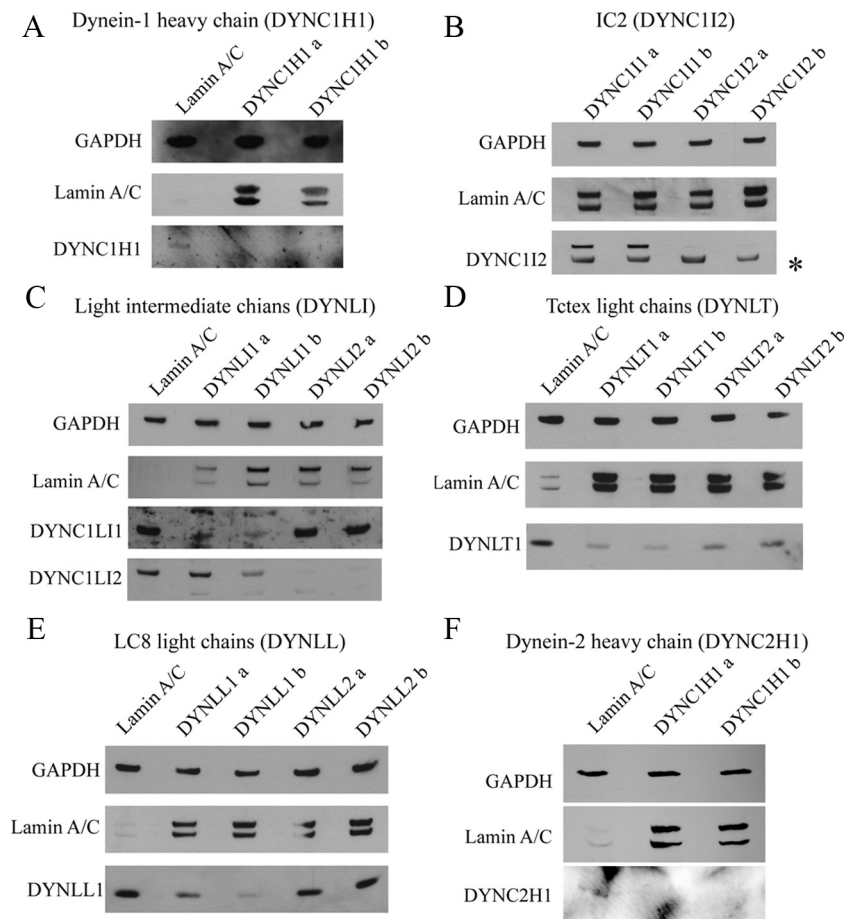 A
Dynein-1 heavy chain (DYNC1H1)
Lamin A/C
DYNC1H1 a
DYNC1H1 b
GAPDH
Lamin A/C
DYNC1H1
B
IC2 (DYNC1I2)
DYNC1I1 a
DYNC1I1 b
DYNC1I2 a
DYNC1I2 b
GAPDH
Lamin A/C
DYNC1I2
*
C
Light intermediate chians (DYNLI)
Lamin A/C
DYNLI1 a
DYNLI1 b
DYNLI2 a
DYNLI2 b
GAPDH
Lamin A/C
DYNC1LI1
DYNC1LI2
D
Tctex light chains (DYNLT)
Lamin A/C
DYNLT1 a
DYNLT1 b
DYNLT2 a
DYNLT2 b
GAPDH
Lamin A/C
DYNLT1
E
LC8 light chains (DYNLL)
Lamin A/C
DYNLL1 a
DYNLL1 b
DYNLL2 a
DYNLL2 b
GAPDH
Lamin A/C
DYNLL1
F
Dynein-2 heavy chain (DYNC2H1)
Lamin A/C
DYNC1H1 a
DYNC1H1 b
GAPDH
Lamin A/C
DYNC2H1